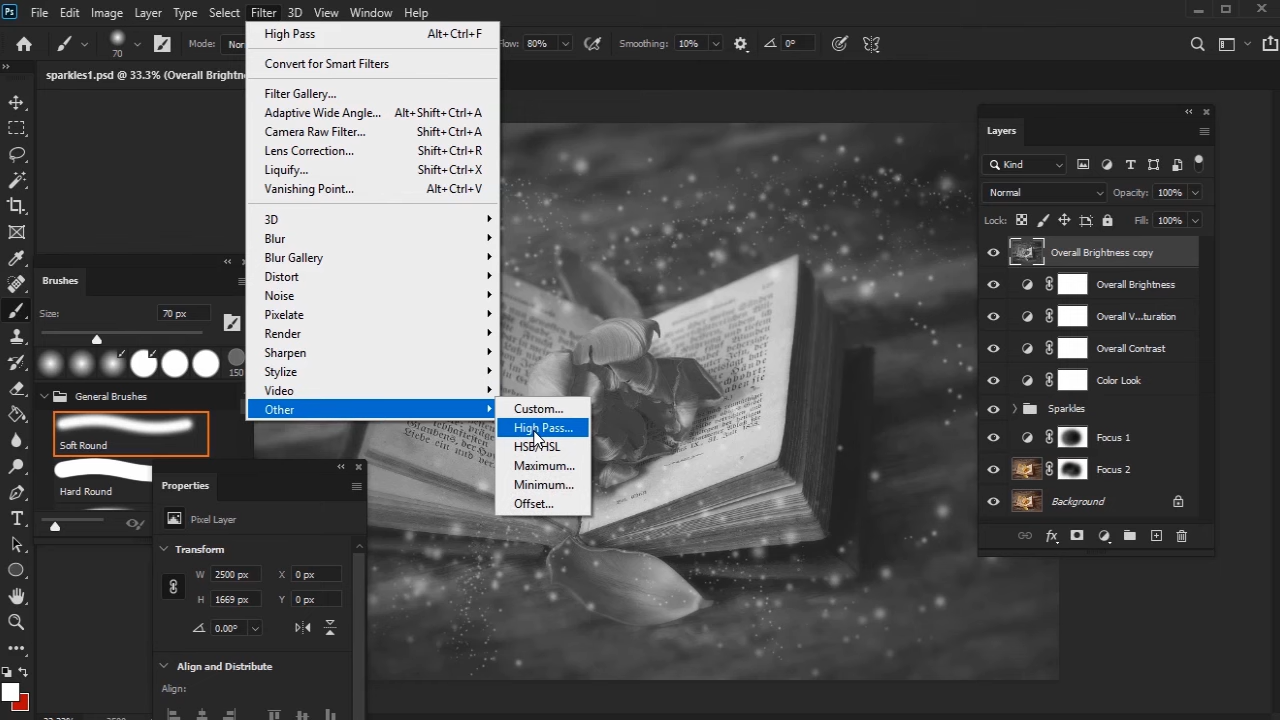 Ps File Edit Image Layer Type Select Filter 3D View Window Help
70 Mode: Flow: 80% Smoothing: 10% 0°
sparkles1.psd @ 33.3% (Overall Brightne
High Pass Alt+Ctrl+F
Convert for Smart Filters
Filter Gallery...
Adaptive Wide Angle... Alt+Shift+Ctrl+A
Camera Raw Filter... Shift+Ctrl+A
Lens Correction... Shift+Ctrl+R
Liquify... Shift+Ctrl+X
Vanishing Point... Alt+Ctrl+V
3D
Blur
Blur Gallery
Distort
Noise
Pixelate
Render
Sharpen
Stylize
Video
Other
Custom...
High Pass...
HSB/HSL
Maximum...
Minimum...
Offset...
Brushes
Size: 70 px
150
General Brushes
Soft Round
Hard Round
Properties
Pixel Layer
Transform
W 2500 px X 0 px
H 1669 px Y 0 px
0.00°
Align and Distribute
Align:
Layers
Kind
Normal Opacity: 100%
Lock: Fill: 100%
Overall Brightness copy
Overall Brightness
Overall V...turation
Overall Contrast
Color Look
Sparkles
Focus 1
Focus 2
Background
fx